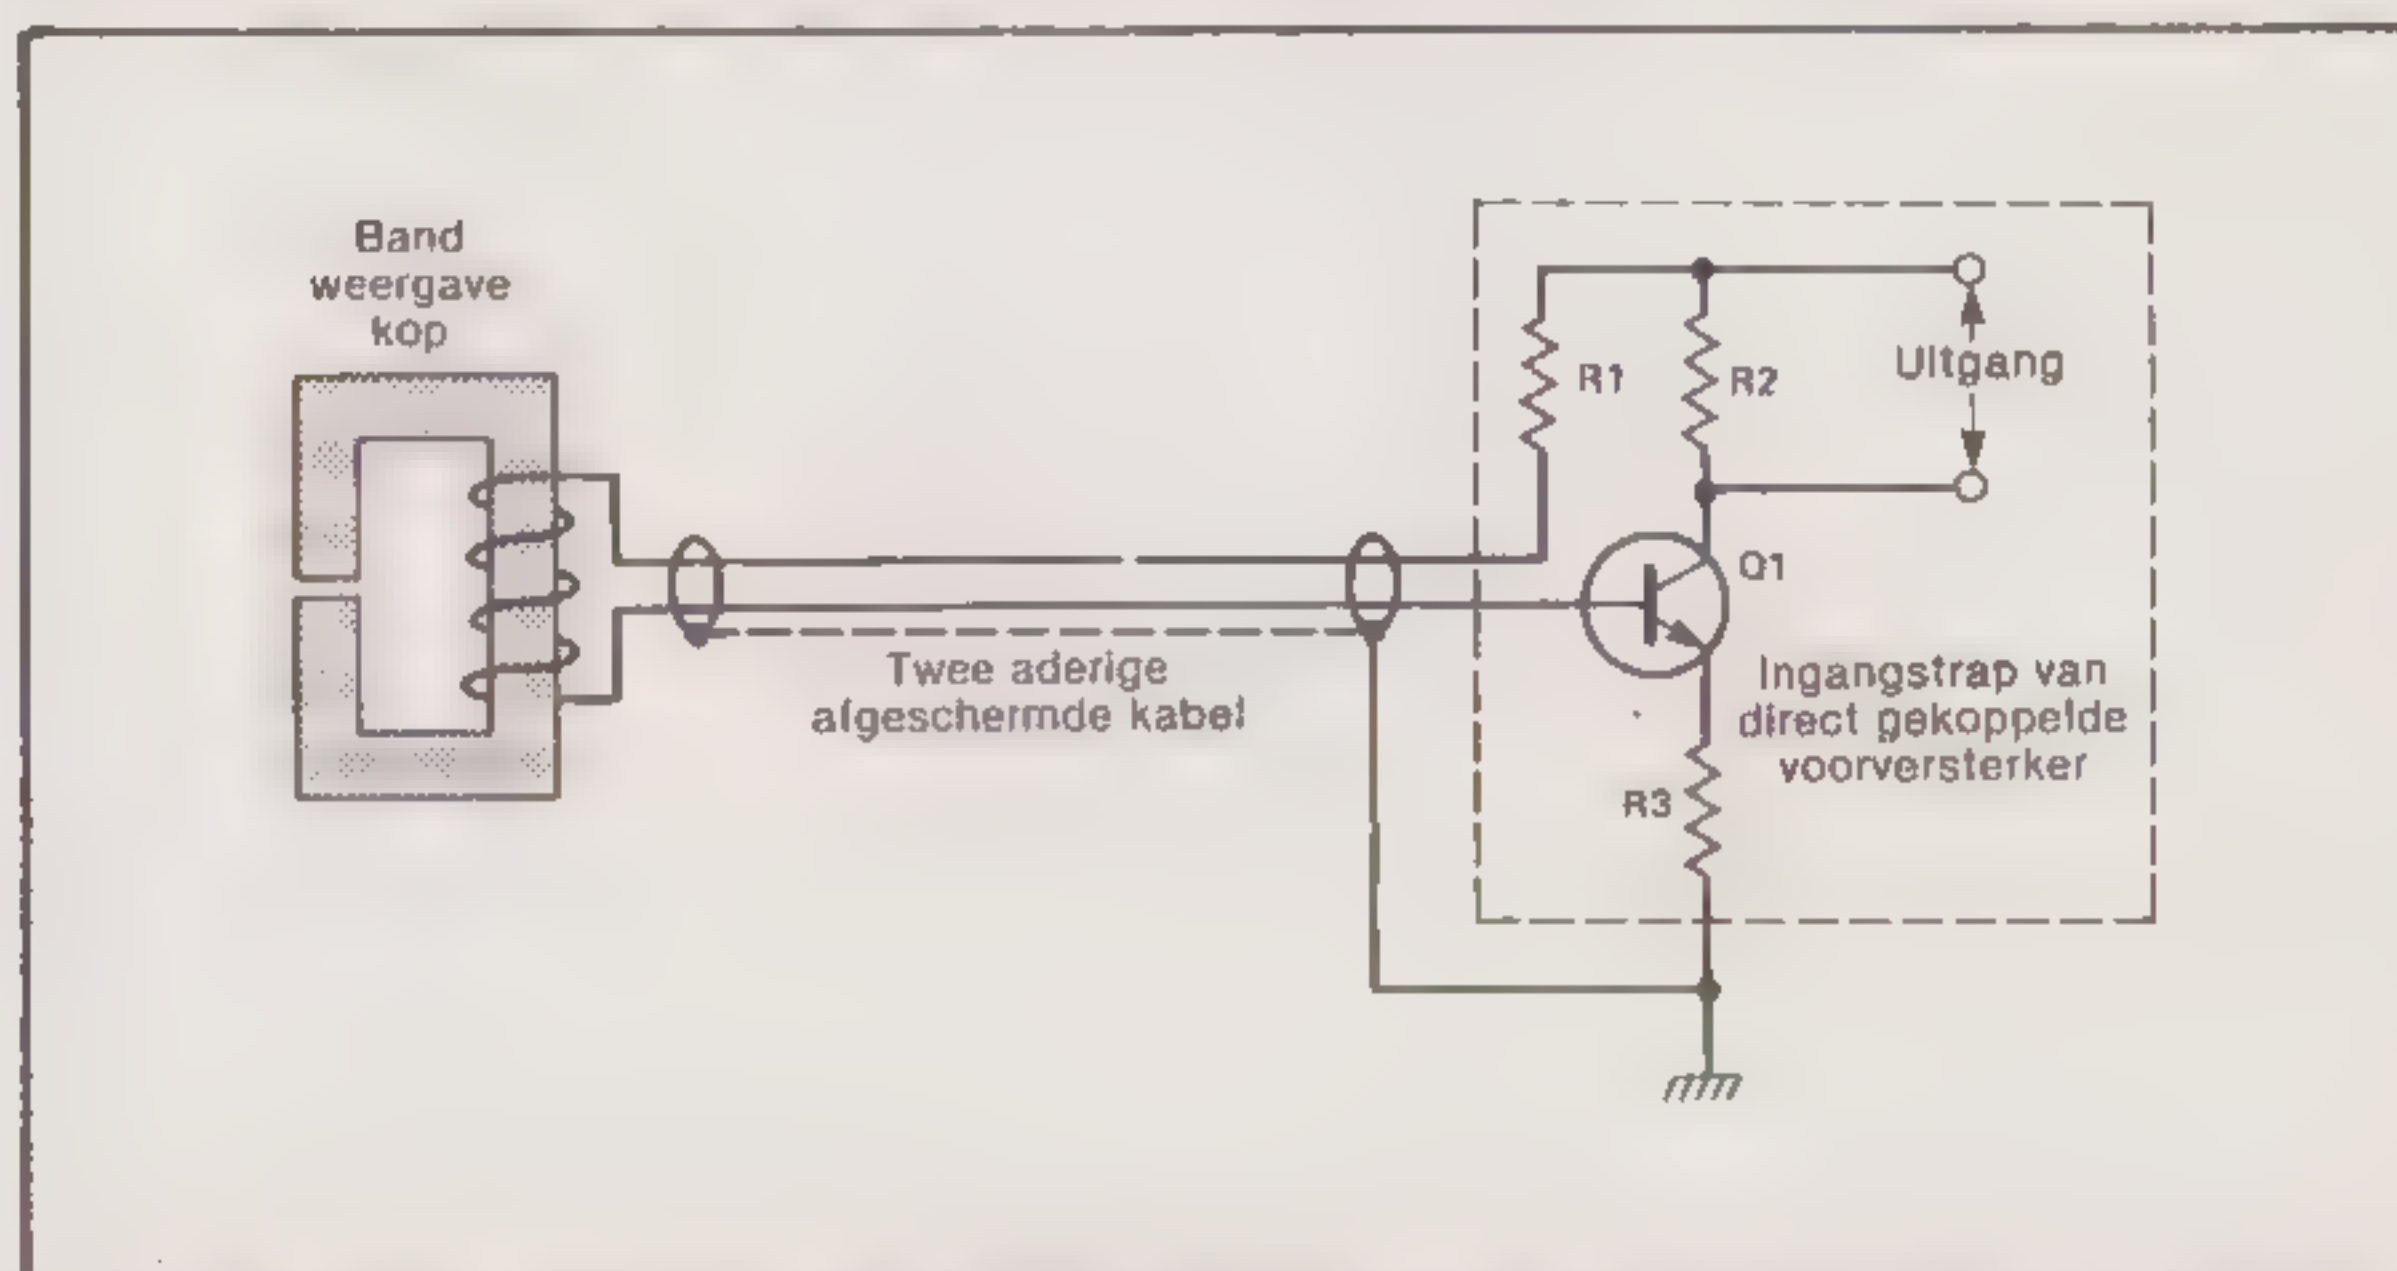 Band
weergave
kop
R1
R2
Uitgang
Q1
Twee aderige
afgeschermde kabel
Ingangstrap van
direct gekoppelde
voorversterker
R3